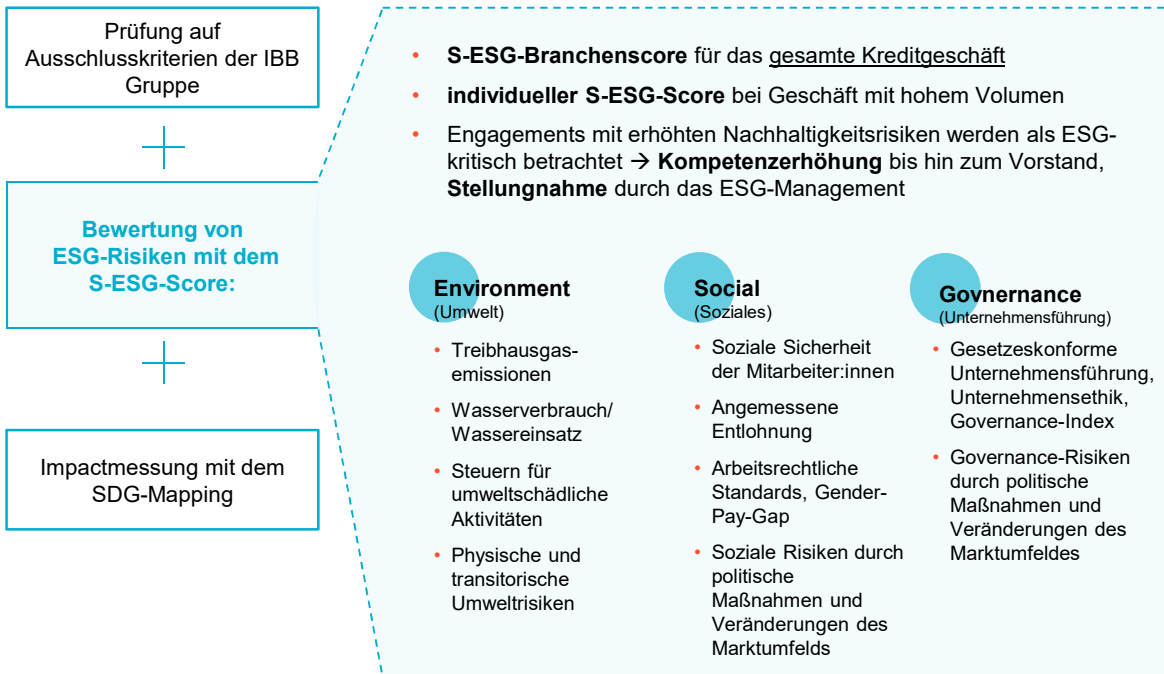 Prüfung auf
Ausschlusskriterien der IBB
Gruppe
Bewertung von
ESG-Risiken mit dem
S-ESG-Score:
Impactmessung mit dem
SDG-Mapping
• S-ESG-Branchenscore für das gesamte Kreditgeschäft
• individueller S-ESG-Score bei Geschäft mit hohem Volumen
• Engagements mit erhöhten Nachhaltigkeitsrisiken werden als ESG-
kritisch betrachtet → Kompetenzerhöhung bis hin zum Vorstand,
Stellungnahme durch das ESG-Management
Environment
(Umwelt)
• Treibhausgas-
emissionen
• Wasserverbrauch/
Wassereinsatz
• Steuern für
umweltschädliche
Aktivitäten
• Physische und
transitorische
Umweltrisiken
Social
(Soziales)
• Soziale Sicherheit
der Mitarbeiter:innen
• Angemessene
Entlohnung
• Arbeitsrechtliche
Standards, Gender-
Pay-Gap
• Soziale Risiken durch
politische
Maßnahmen und
Veränderungen des
Marktumfelds
Govnernance
(Unternehmensführung)
• Gesetzeskonforme
Unternehmensführung,
Unternehmensethik,
Governance-Index
• Governance-Risiken
durch politische
Maßnahmen und
Veränderungen des
Marktumfeldes